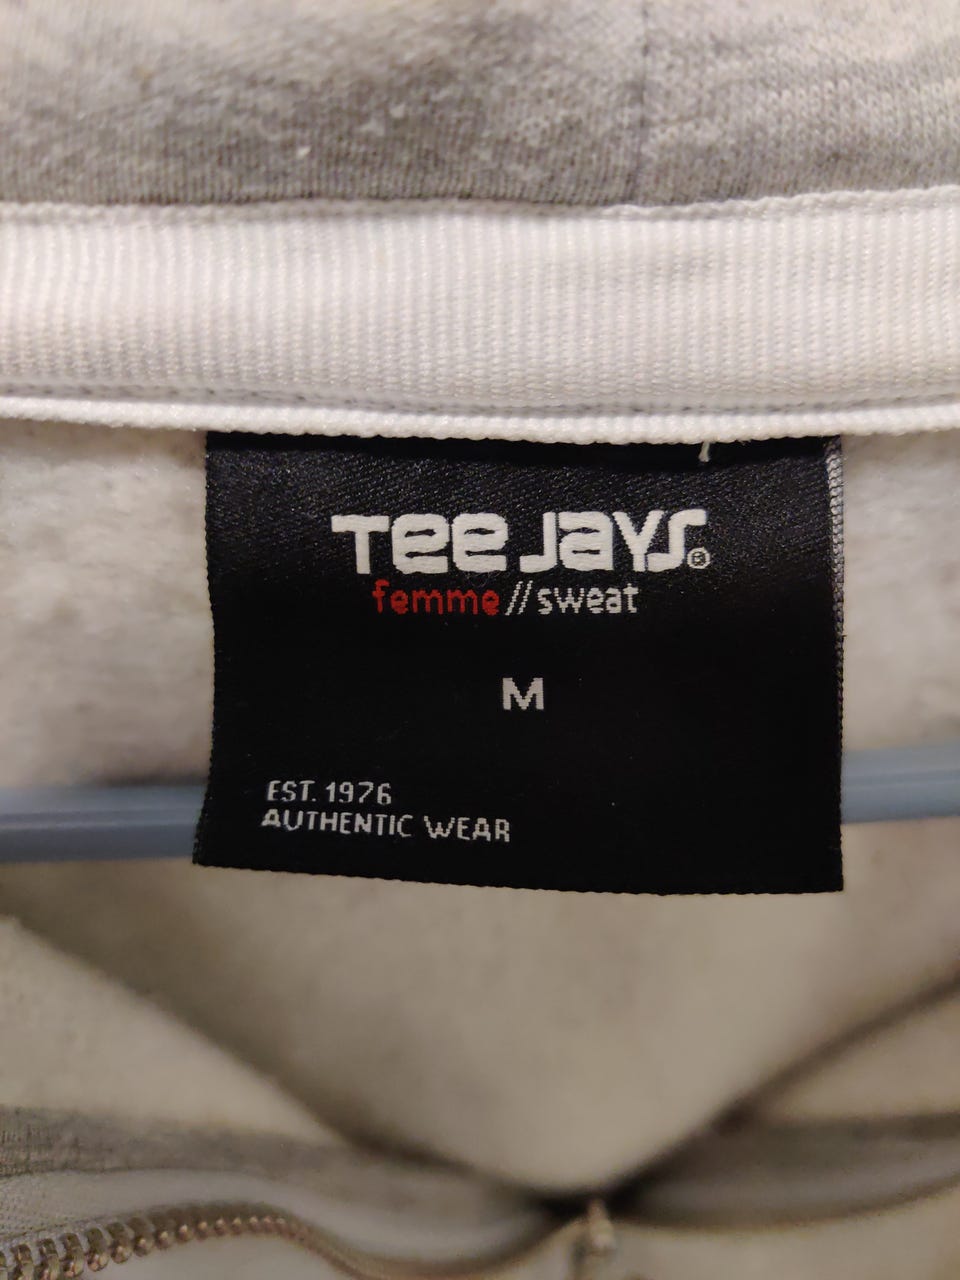 Tee Jays®
femme//sweat
M
EST. 1976
AUTHENTIC WEAR